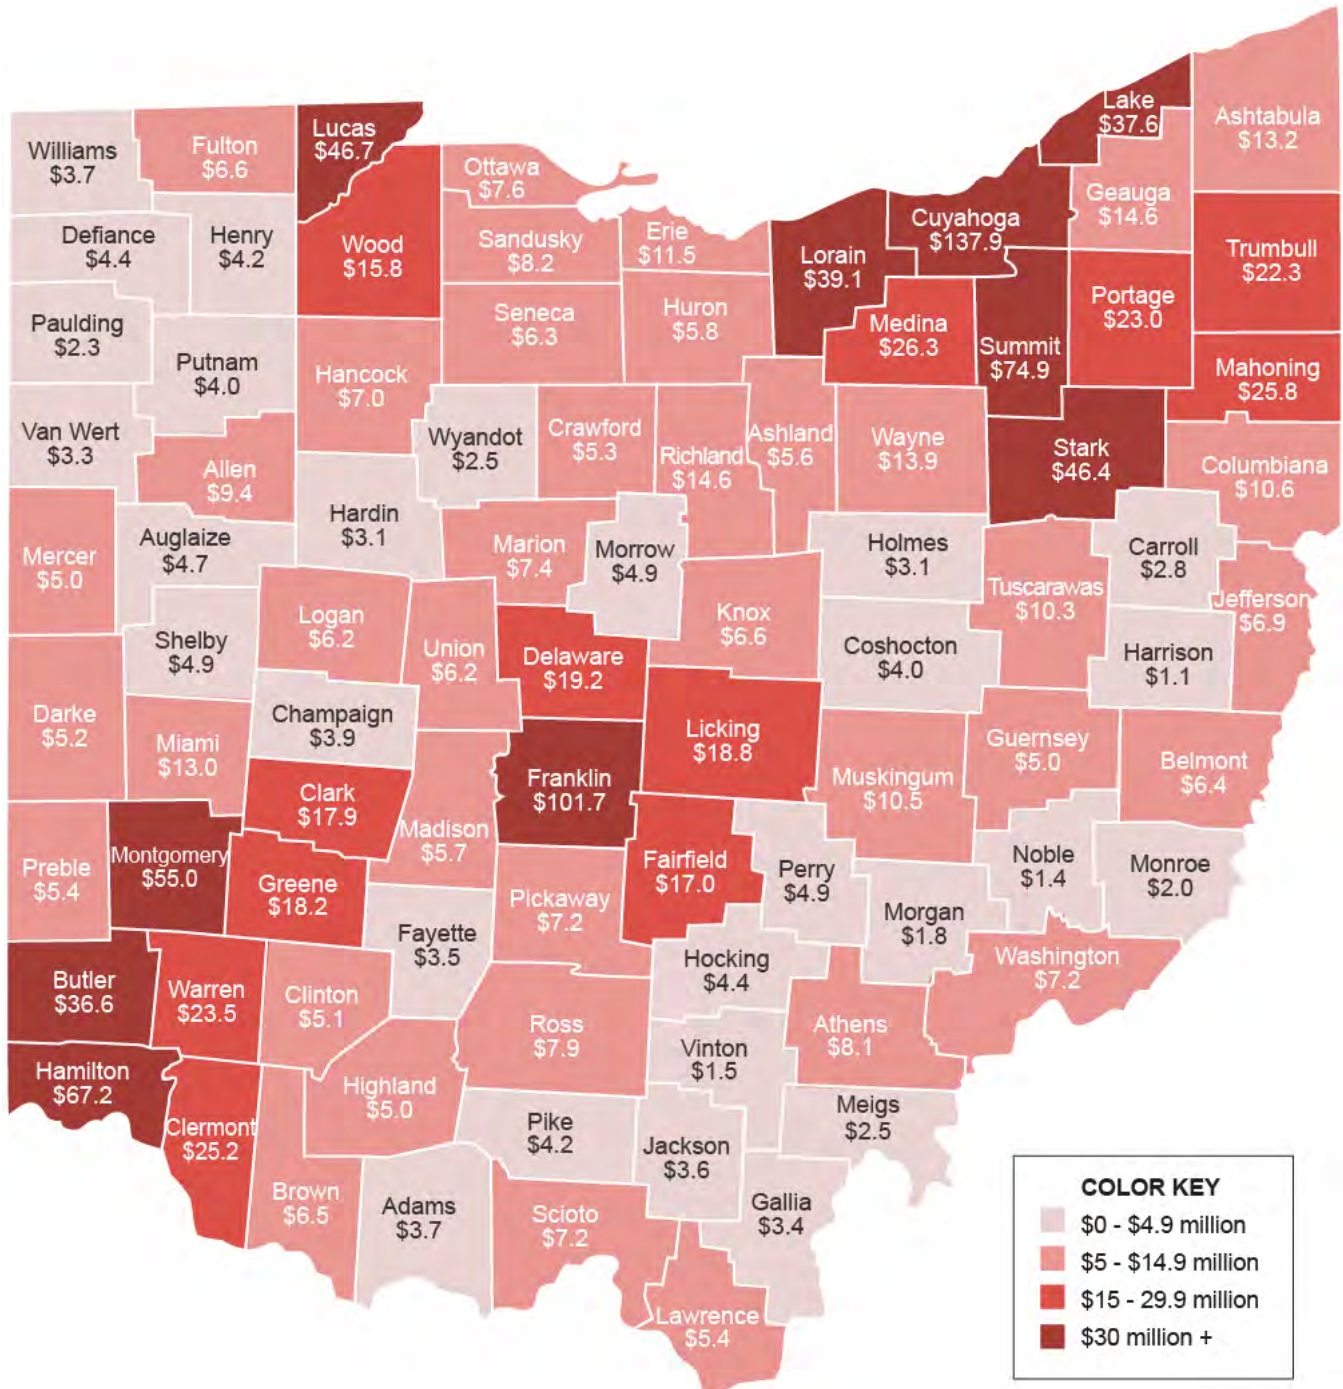 Lake
$37.6
Ashtabula
$13.2
Williams
$3.7
Fulton
$6.6
Lucas
$46.7
Ottawa
$7.6
Geauga
$14.6
Defiance
$4.4
Henry
$4.2
Wood
$15.8
Sandusky
$8.2
Erie
$11.5
Lorain
$39.1
Cuyahoga
$137.9
Trumbull
$22.3
Paulding
$2.3
Putnam
$4.0
Hancock
$7.0
Seneca
$6.3
Huron
$5.8
Medina
$26.3
Summit
$74.9
Portage
$23.0
Mahoning
$25.8
Van Wert
$3.3
Allen
$9.4
Wyandot
$2.5
Crawford
$5.3
Richland
$14.6
Ashland
$5.6
Wayne
$13.9
Stark
$46.4
Columbiana
$10.6
Mercer
$5.0
Auglaize
$4.7
Hardin
$3.1
Marion
$7.4
Morrow
$4.9
Holmes
$3.1
Tuscarawas
$10.3
Carroll
$2.8
Jefferson
$6.9
Shelby
$4.9
Logan
$6.2
Union
$6.2
Delaware
$19.2
Knox
$6.6
Coshocton
$4.0
Harrison
$1.1
Darke
$5.2
Miami
$13.0
Champaign
$3.9
Franklin
$101.7
Licking
$18.8
Muskingum
$10.5
Guernsey
$5.0
Belmont
$6.4
Clark
$17.9
Madison
$5.7
Preble
$5.4
Montgomery
$55.0
Greene
$18.2
Fayette
$3.5
Pickaway
$7.2
Fairfield
$17.0
Perry
$4.9
Morgan
$1.8
Noble
$1.4
Monroe
$2.0
Butler
$36.6
Warren
$23.5
Clinton
$5.1
Ross
$7.9
Hocking
$4.4
Athens
$8.1
Washington
$7.2
Hamilton
$67.2
Clermont
$25.2
Highland
$5.0
Vinton
$1.5
Pike
$4.2
Jackson
$3.6
Meigs
$2.5
Brown
$6.5
Adams
$3.7
Scioto
$7.2
Gallia
$3.4
Lawrence
$5.4
COLOR KEY
$0 - $4.9 million
$5 - $14.9 million
$15 - 29.9 million
$30 million +